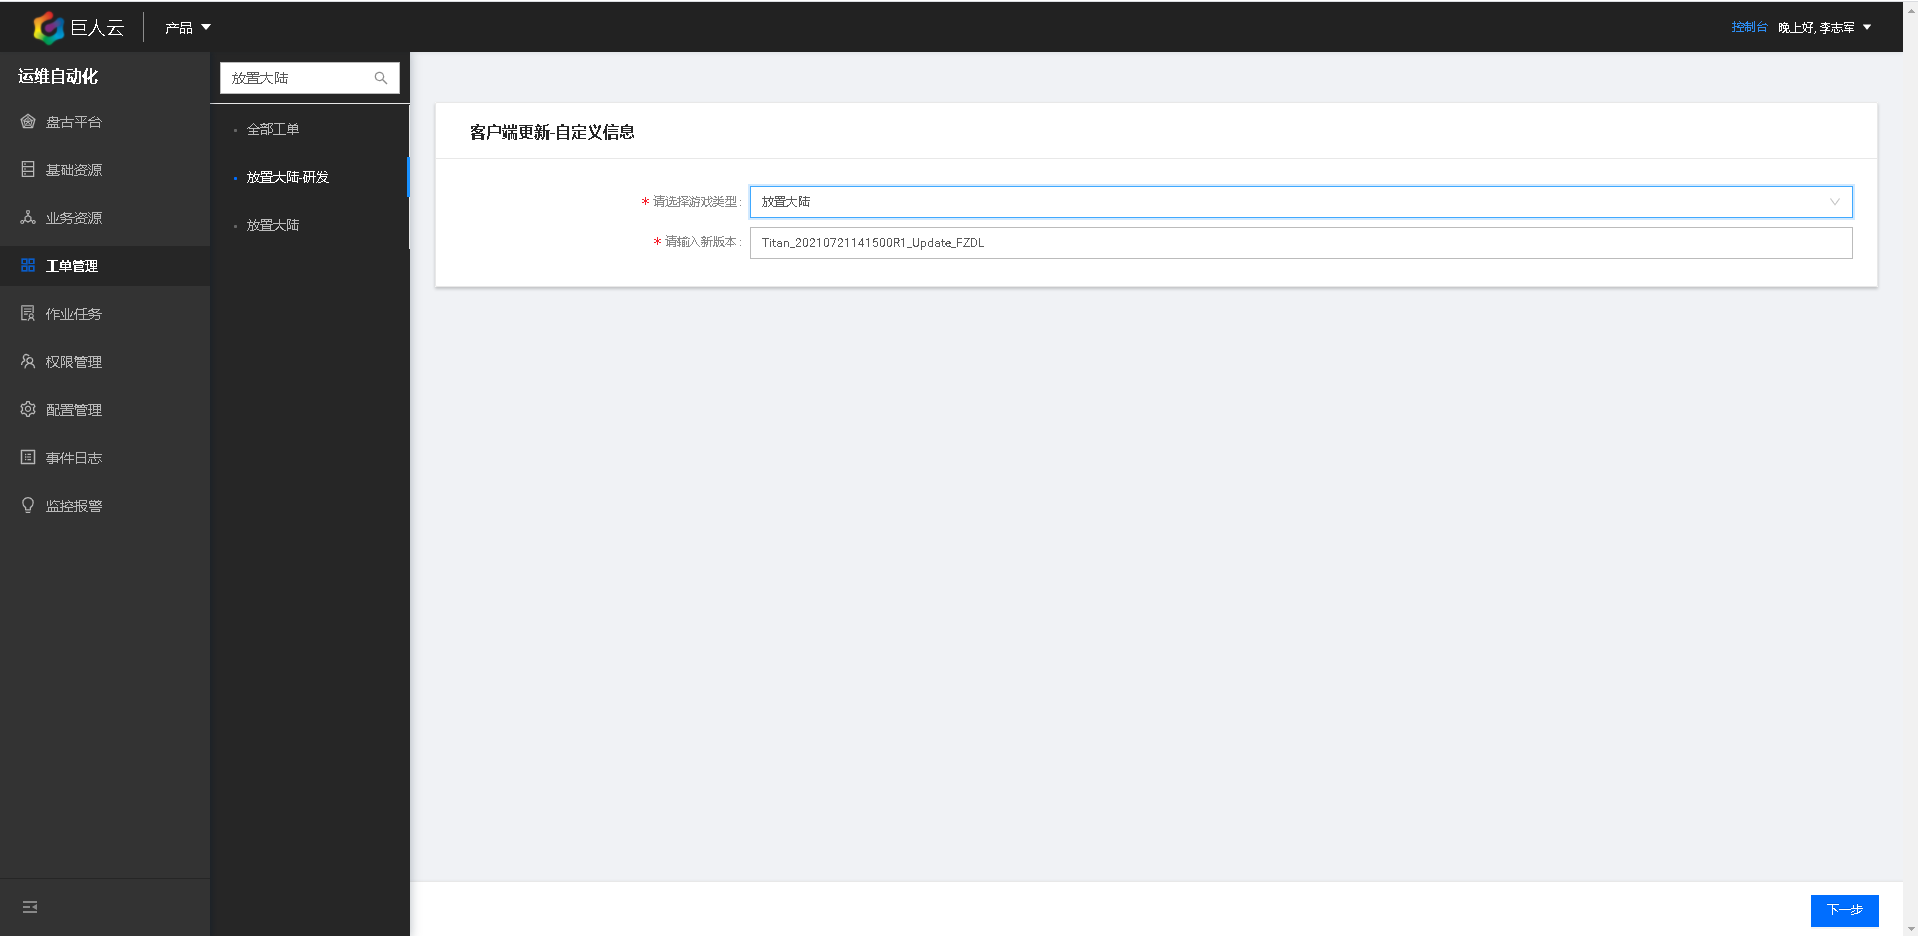 巨人云
产品
控制台 晚上好, 李志军
运维自动化
盘古平台
基础资源
业务资源
工单管理
作业任务
权限管理
配置管理
事件日志
监控报警
放置大陆
全部工单
放置大陆-研发
放置大陆
客户端更新-自定义信息
* 请选择游戏类型: 放置大陆
* 请输入新版本: Titan_20210721141500R1_Update_FZDL
下一步